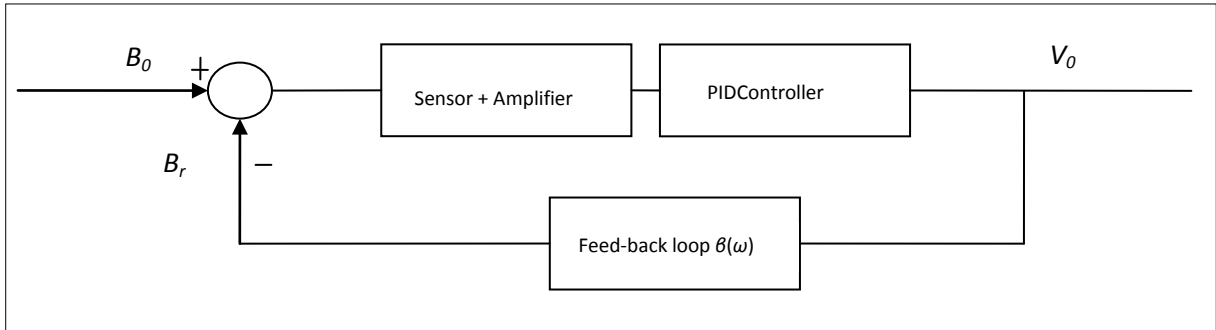 B₀
+
V₀
Sensor + Amplifier
PIDController
Bᵣ
–
Feed-back loop β(ω)